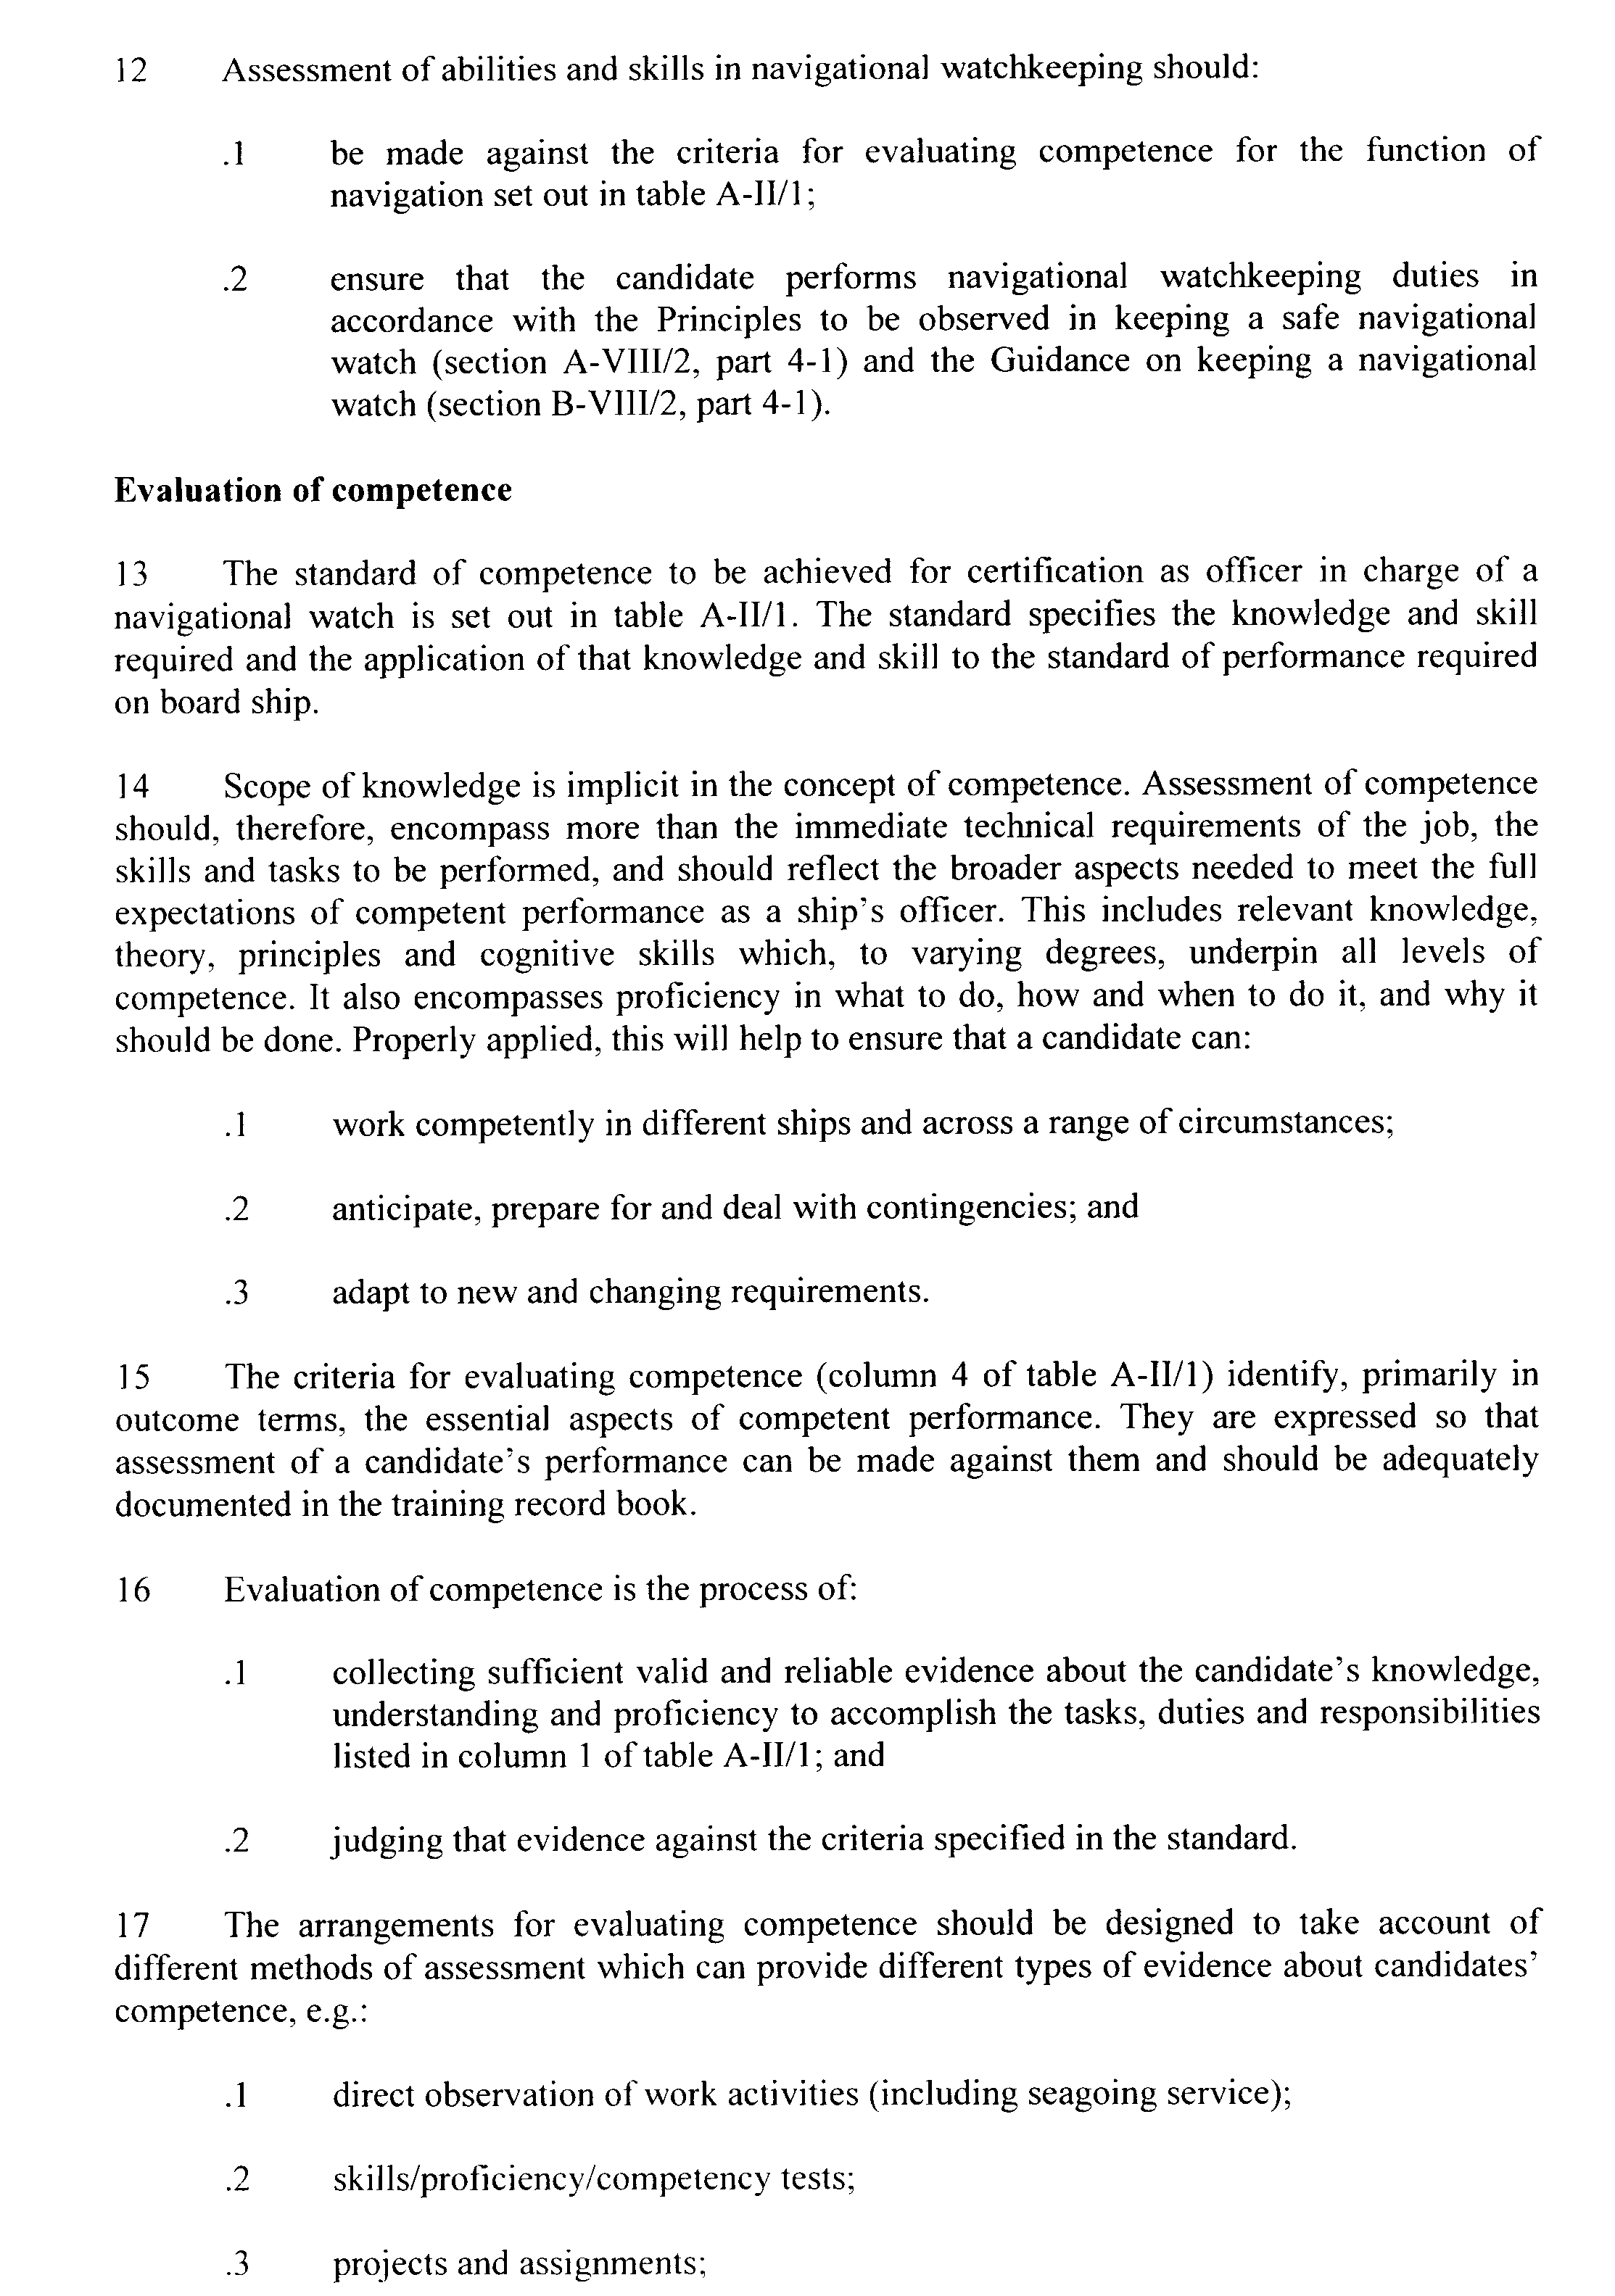 12 Assessment of abilities and skills in navigational watchkeeping should:
.1 be made against the criteria for evaluating competence for the function of
navigation set out in table A-II/1;
.2 ensure that the candidate performs navigational watchkeeping duties in
accordance with the Principles to be observed in keeping a safe navigational
watch (section A-VIII/2, part 4-1) and the Guidance on keeping a navigational
watch (section B-VIII/2, part 4-1).
Evaluation of competence
13 The standard of competence to be achieved for certification as officer in charge of a
navigational watch is set out in table A-II/1. The standard specifies the knowledge and skill
required and the application of that knowledge and skill to the standard of performance required
on board ship.
14 Scope of knowledge is implicit in the concept of competence. Assessment of competence
should, therefore, encompass more than the immediate technical requirements of the job, the
skills and tasks to be performed, and should reflect the broader aspects needed to meet the full
expectations of competent performance as a ship's officer. This includes relevant knowledge,
theory, principles and cognitive skills which, to varying degrees, underpin all levels of
competence. It also encompasses proficiency in what to do, how and when to do it, and why it
should be done. Properly applied, this will help to ensure that a candidate can:
.1 work competently in different ships and across a range of circumstances;
.2 anticipate, prepare for and deal with contingencies; and
.3 adapt to new and changing requirements.
15 The criteria for evaluating competence (column 4 of table A-II/1) identify, primarily in
outcome terms, the essential aspects of competent performance. They are expressed so that
assessment of a candidate's performance can be made against them and should be adequately
documented in the training record book.
16 Evaluation of competence is the process of:
.1 collecting sufficient valid and reliable evidence about the candidate's knowledge,
understanding and proficiency to accomplish the tasks, duties and responsibilities
listed in column 1 of table A-II/1; and
.2 judging that evidence against the criteria specified in the standard.
17 The arrangements for evaluating competence should be designed to take account of
different methods of assessment which can provide different types of evidence about candidates'
competence, e.g.:
.1 direct observation of work activities (including seagoing service);
.2 skills/proficiency/competency tests;
.3 projects and assignments;